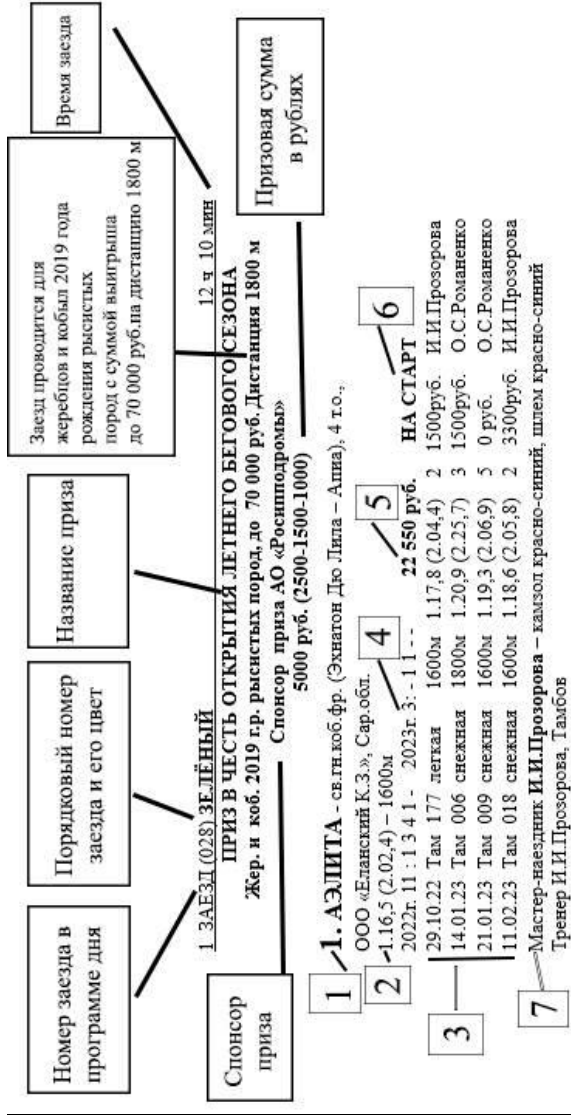 Номер заезда в
программе дня
Порядковый номер
заезда и его цвет
Название приза
Заезд проводится для
жеребцов и кобыл 2019 года
рождения рысистых
пород с суммой выигрыша
до 70 000 руб.на дистанцию 1800 м
Время заезда
Спонсор
приза
Призовая сумма
в рублях
1 ЗАЕЗД (028) ЗЕЛЁНЫЙ 12 ч 10 мин
ПРИЗ В ЧЕСТЬ ОТКРЫТИЯ ЛЕТНЕГО БЕГОВОГО СЕЗОНА
Жер. и коб. 2019 г.р. рысистых пород, до 70 000 руб. Дистанция 1800 м
Спонсор приза АО «Росипподромы»
5000 руб. (2500-1500-1000)
1
1. АЭЛИТА - св.гн.коб.фр. (Эхнатон Дю Лила – Апиа), 4 т.о.,
ООО «Еланский К.З.», Сар.обл.
2
1.16,5 (2.02,4) – 1600м
4
5
6
22 550 руб. НА СТАРТ
2022г. 11 : 1 3 4 1 - 2023г. 3: - 1 1 - -
3
29.10.22 Там 177 легкая 1600м 1.17,8 (2.04,4) 2 1500руб. И.И.Прозорова
14.01.23 Там 006 снежная 1800м 1.20,9 (2.25,7) 3 1500руб. О.С.Романенко
21.01.23 Там 009 снежная 1600м 1.19,3 (2.06,9) 5 0 руб. О.С.Романенко
11.02.23 Там 018 снежная 1600м 1.18,6 (2.05,8) 2 3300руб. И.И.Прозорова
7
Мастер-наездник И.И.Прозорова – камзол красно-синий, шлем красно-синий
Тренер И.И.Прозорова, Тамбов